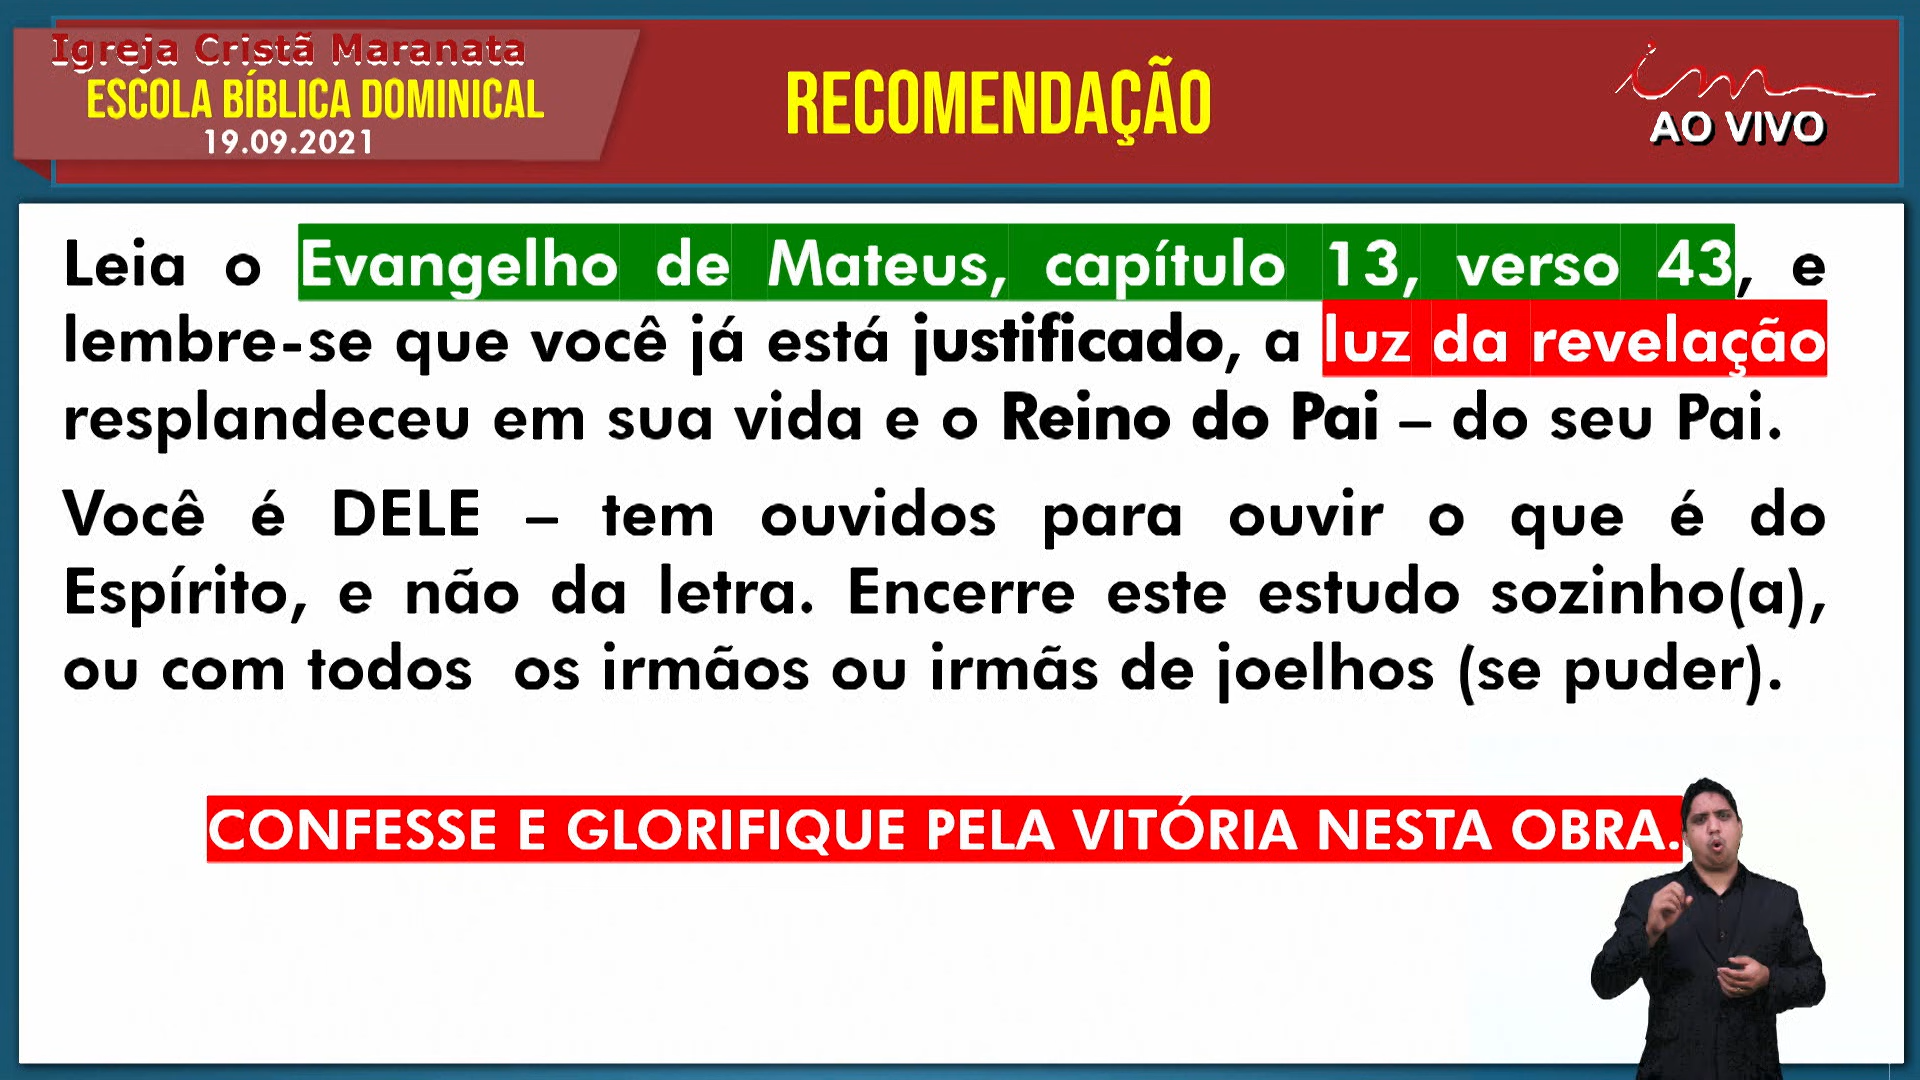 Igreja Cristã Maranata
ESCOLA BÍBLICA DOMINICAL
19.09.2021
RECOMENDAÇÃO
im
AO VIVO
Leia o Evangelho de Mateus, capítulo 13, verso 43, e
lembre-se que você já está justificado, a luz da revelação
resplandeceu em sua vida e o Reino do Pai – do seu Pai.
Você é DELE – tem ouvidos para ouvir o que é do
Espírito, e não da letra. Encerre este estudo sozinho(a),
ou com todos os irmãos ou irmãs de joelhos (se puder).
CONFESSE E GLORIFIQUE PELA VITÓRIA NESTA OBRA.